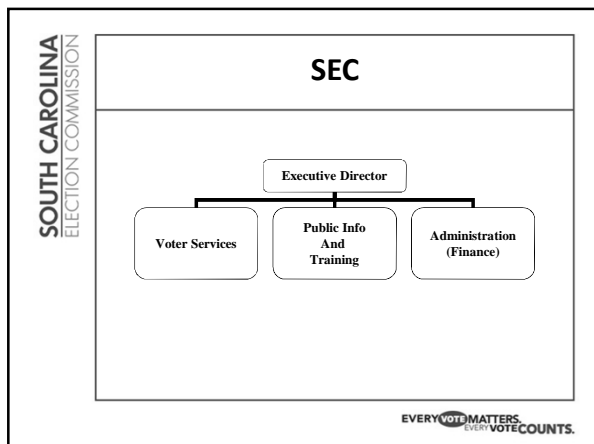 SOUTH CAROLINA
ELECTION COMMISSION
SEC
Executive Director
Voter Services
Public Info
And
Training
Administration
(Finance)
EVERY VOTE MATTERS.
EVERY VOTE COUNTS.